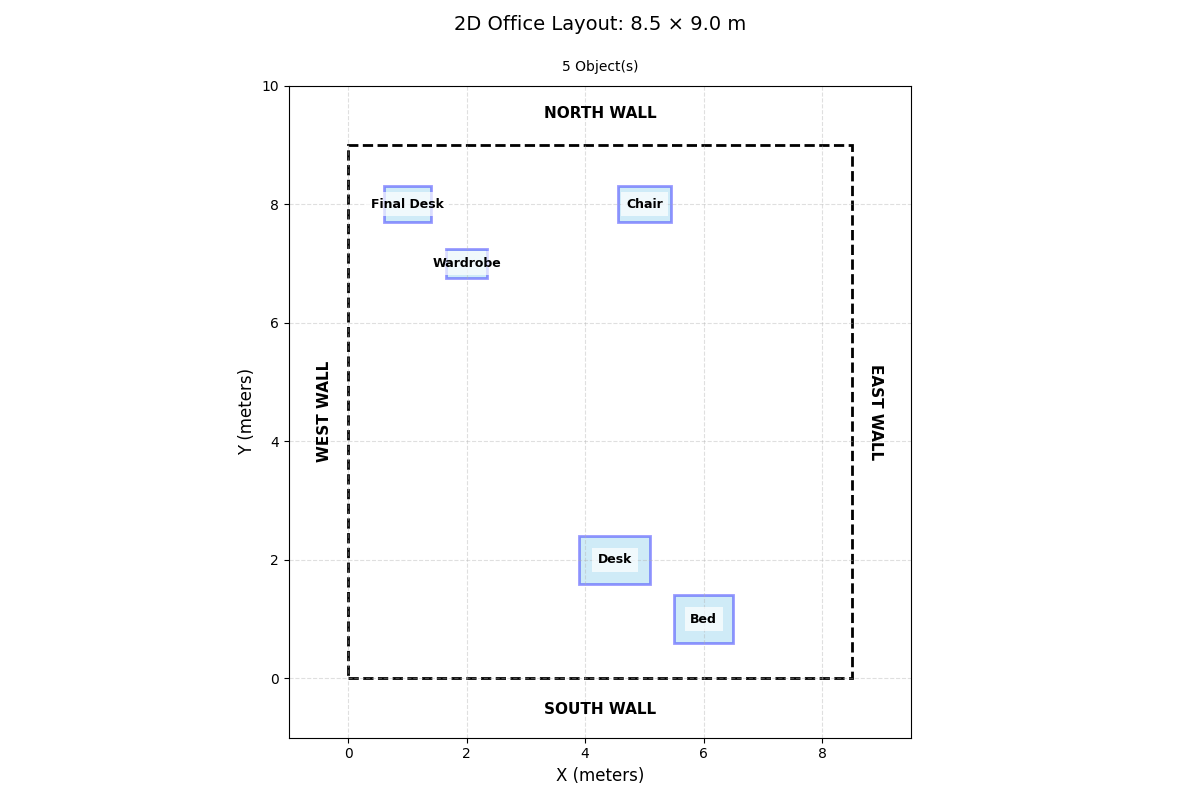 2D Office Layout: 8.5 × 9.0 m
5 Object(s)
10
NORTH WALL
8
Final Desk
Chair
Wardrobe
6
Y (meters)
WEST WALL
EAST WALL
4
2
Desk
Bed
0
SOUTH WALL
0 2 4 6 8
X (meters)